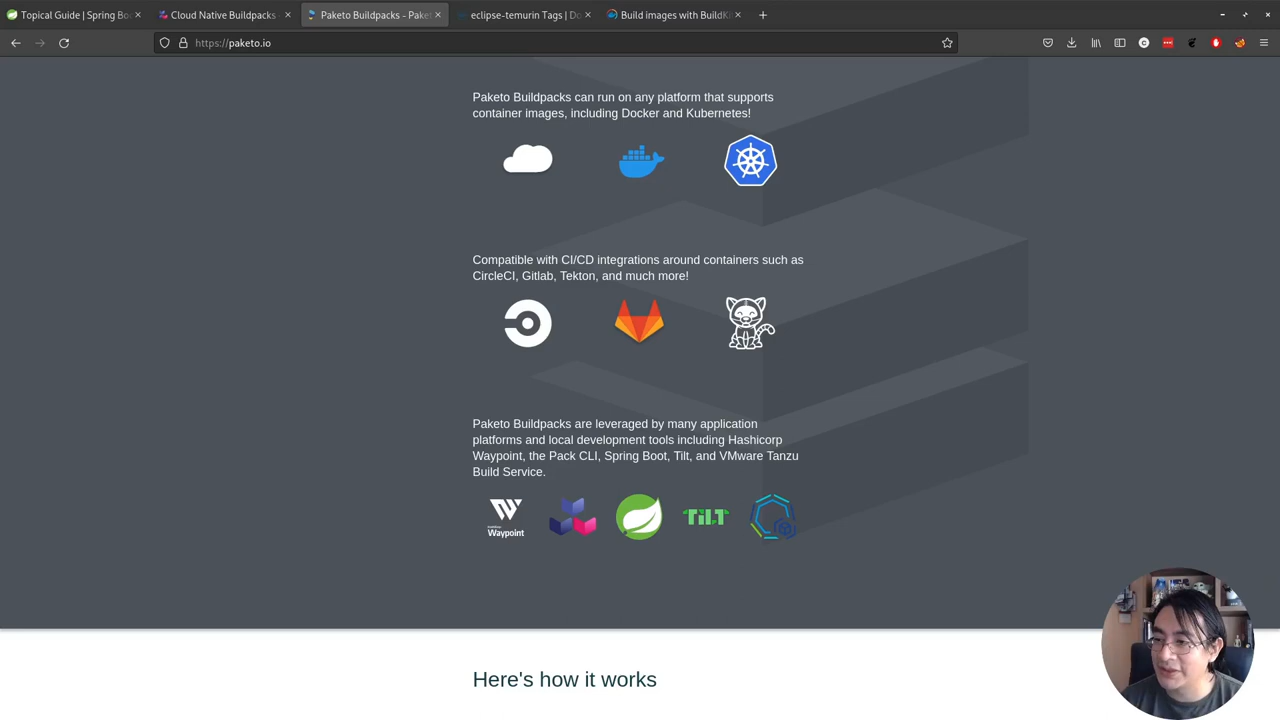 Topical Guide | Spring Boo
Cloud Native Buildpacks
Paketo Buildpacks - Paket
eclipse-temurin Tags | Do
Build images with BuildKi
https://paketo.io
Paketo Buildpacks can run on any platform that supports
container images, including Docker and Kubernetes!
Compatible with CI/CD integrations around containers such as
CircleCI, Gitlab, Tekton, and much more!
Paketo Buildpacks are leveraged by many application
platforms and local development tools including Hashicorp
Waypoint, the Pack CLI, Spring Boot, Tilt, and VMware Tanzu
Build Service.
Waypoint
TILT
Here's how it works